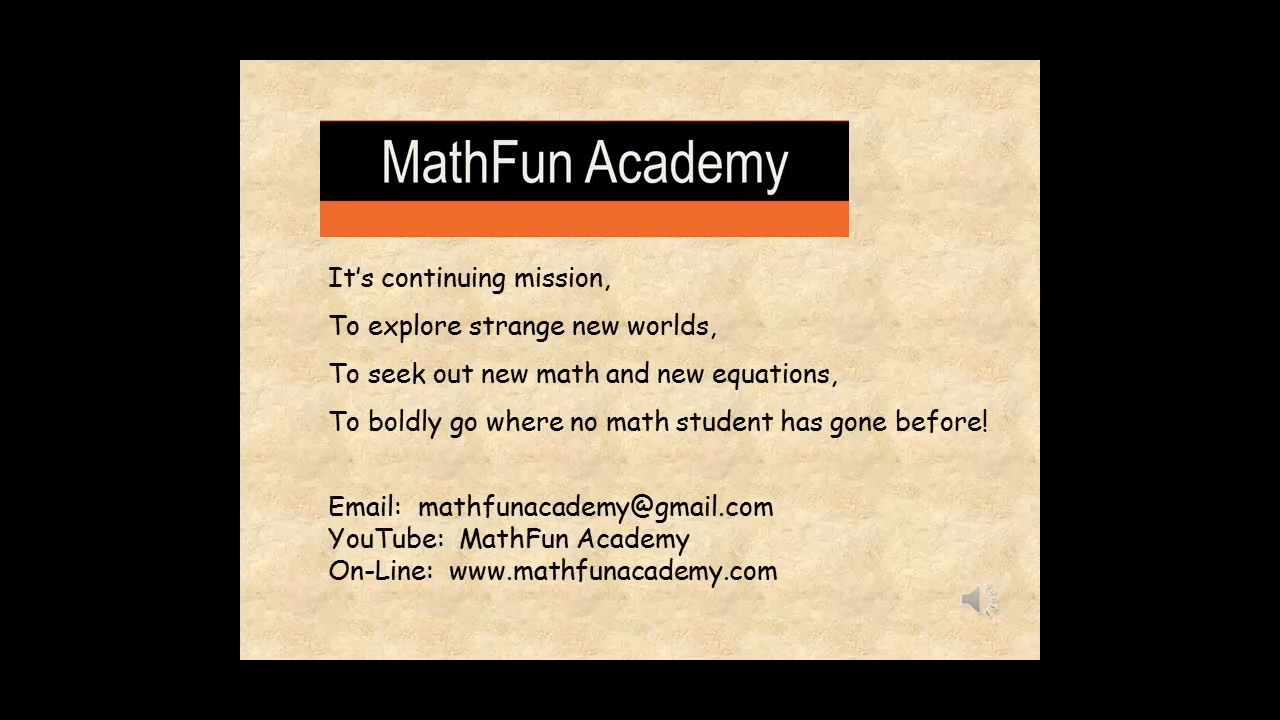 MathFun Academy
It's continuing mission,
To explore strange new worlds,
To seek out new math and new equations,
To boldly go where no math student has gone before!
Email: mathfunacademy@gmail.com
YouTube: MathFun Academy
On-Line: www.mathfunacademy.com